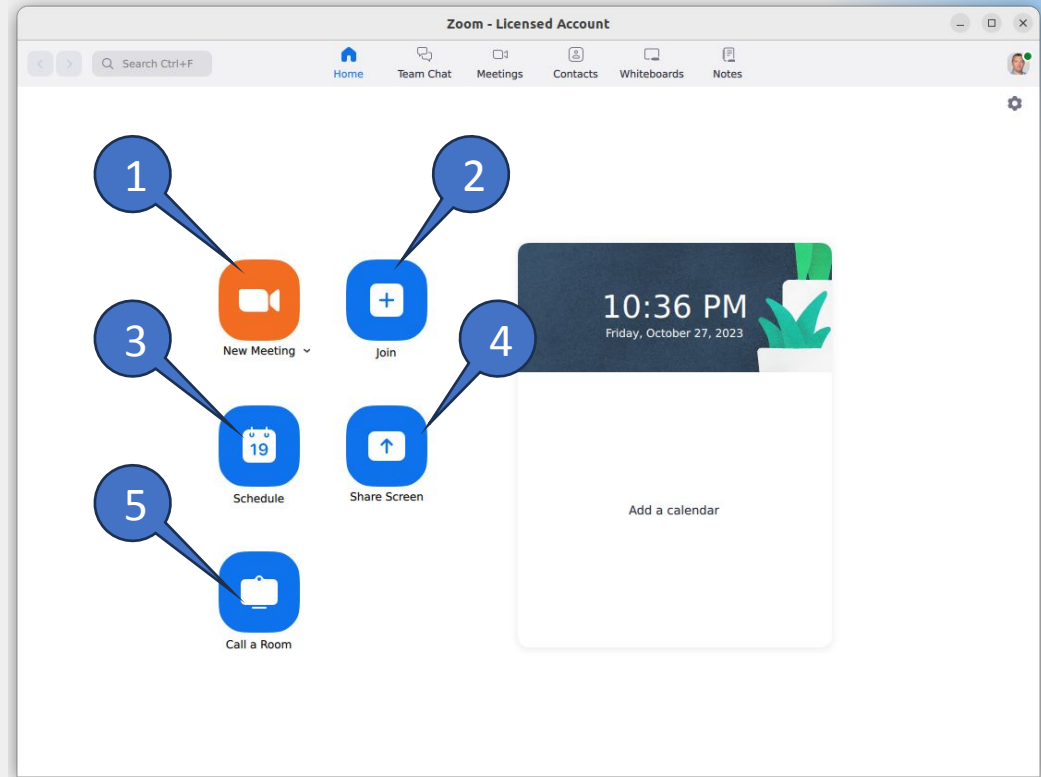 Zoom - Licensed Account
Search Ctrl+F
Home
Team Chat
Meetings
Contacts
Whiteboards
Notes
1
2
New Meeting
Join
10:36 PM
Friday, October 27, 2023
3
4
19
Schedule
Share Screen
Add a calendar
5
Call a Room